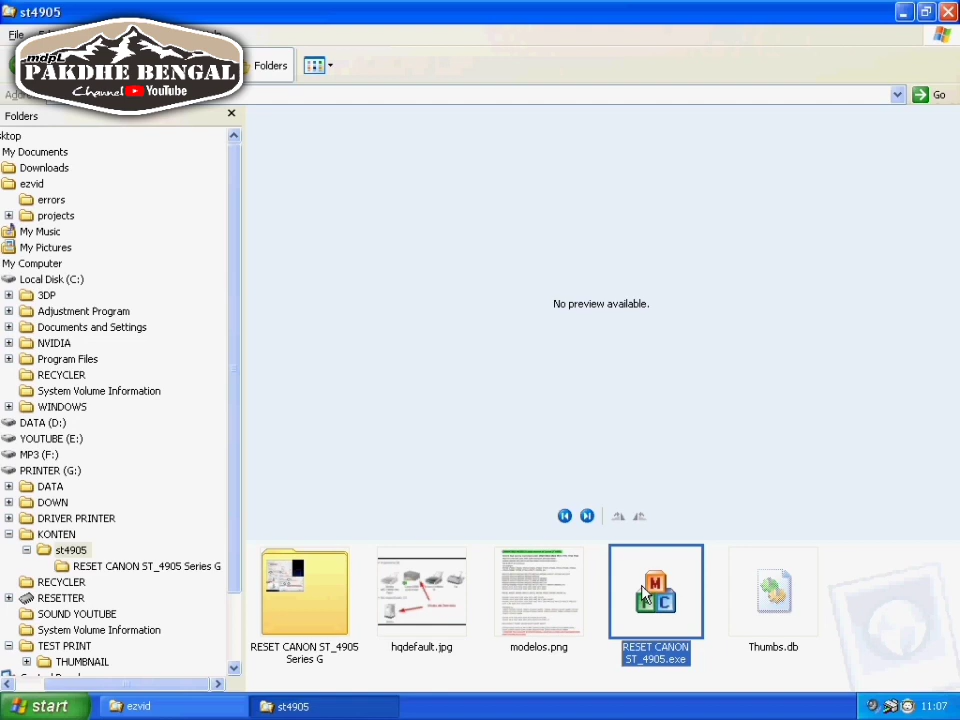 st4905
File
mdpL
PAKDHE BENGAL
Channel YouTube
Folders
Go
Folders
ktop
My Documents
Downloads
ezvid
errors
projects
My Music
My Pictures
My Computer
Local Disk (C:)
3DP
Adjustment Program
Documents and Settings
NVIDIA
Program Files
RECYCLER
System Volume Information
WINDOWS
DATA (D:)
YOUTUBE (E:)
MP3 (F:)
PRINTER (G:)
DATA
DOWN
DRIVER PRINTER
KONTEN
st4905
RESET CANON ST_4905 Series G
RECYCLER
RESETTER
SOUND YOUTUBE
System Volume Information
TEST PRINT
THUMBNAIL
No preview available.
RESET CANON ST_4905
Series G
hqdefault.jpg
modelos.png
M
C
RESET CANON
ST_4905.exe
Thumbs.db
start
ezvid
st4905
11:07